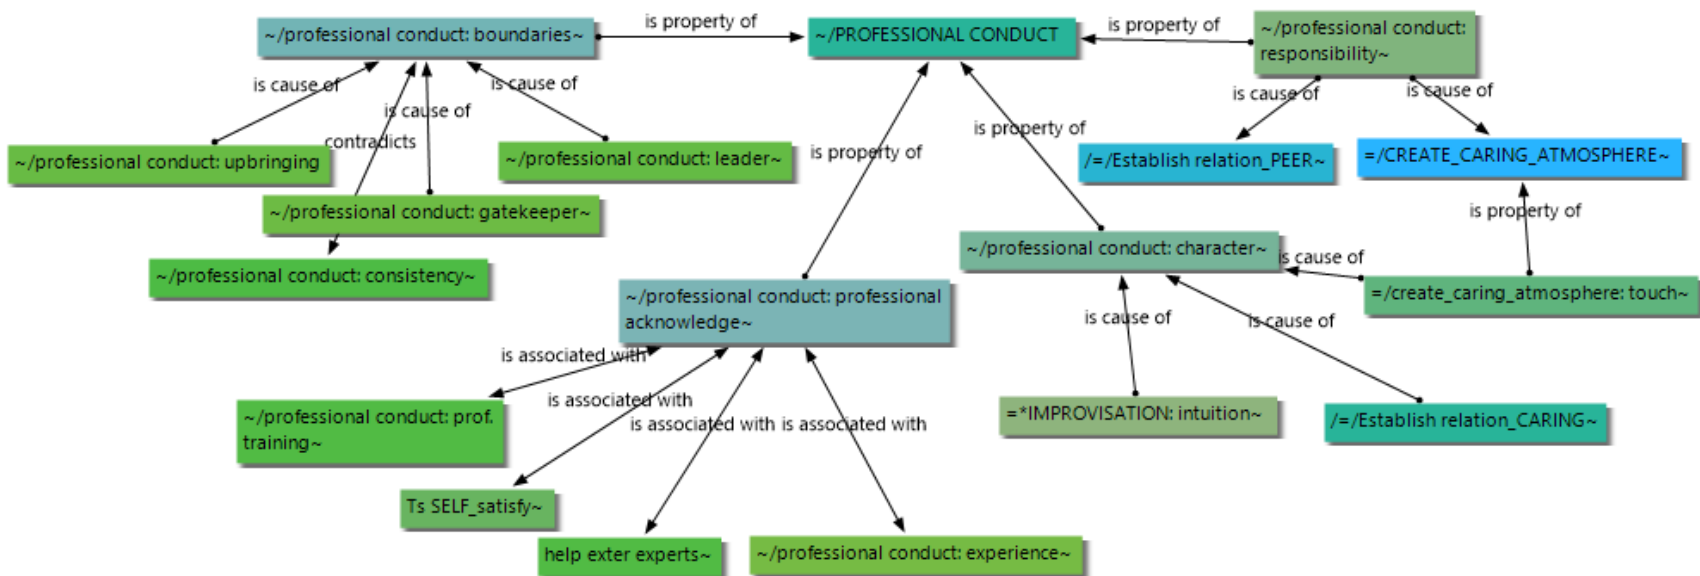 is property of
is property of
~/professional conduct: boundaries~
~/PROFESSIONAL CONDUCT
~/professional conduct:
responsibility~
is cause of
is cause of
is cause of
contradicts
is cause of
is cause of
is property of
is property of
~/professional conduct: upbringing
~/professional conduct: leader~
/=/Establish relation_PEER~
=/CREATE_CARING_ATMOSPHERE~
~/professional conduct: gatekeeper~
is property of
~/professional conduct: consistency~
~/professional conduct: character~
is cause of
~/professional conduct: professional
acknowledge~
=/create_caring_atmosphere: touch~
is cause of
is cause of
is associated with
is associated with
is associated with
is associated with
~/professional conduct: prof.
training~
=*IMPROVISATION: intuition~
/=/Establish relation_CARING~
Ts SELF_satisfy~
help exter experts~
~/professional conduct: experience~